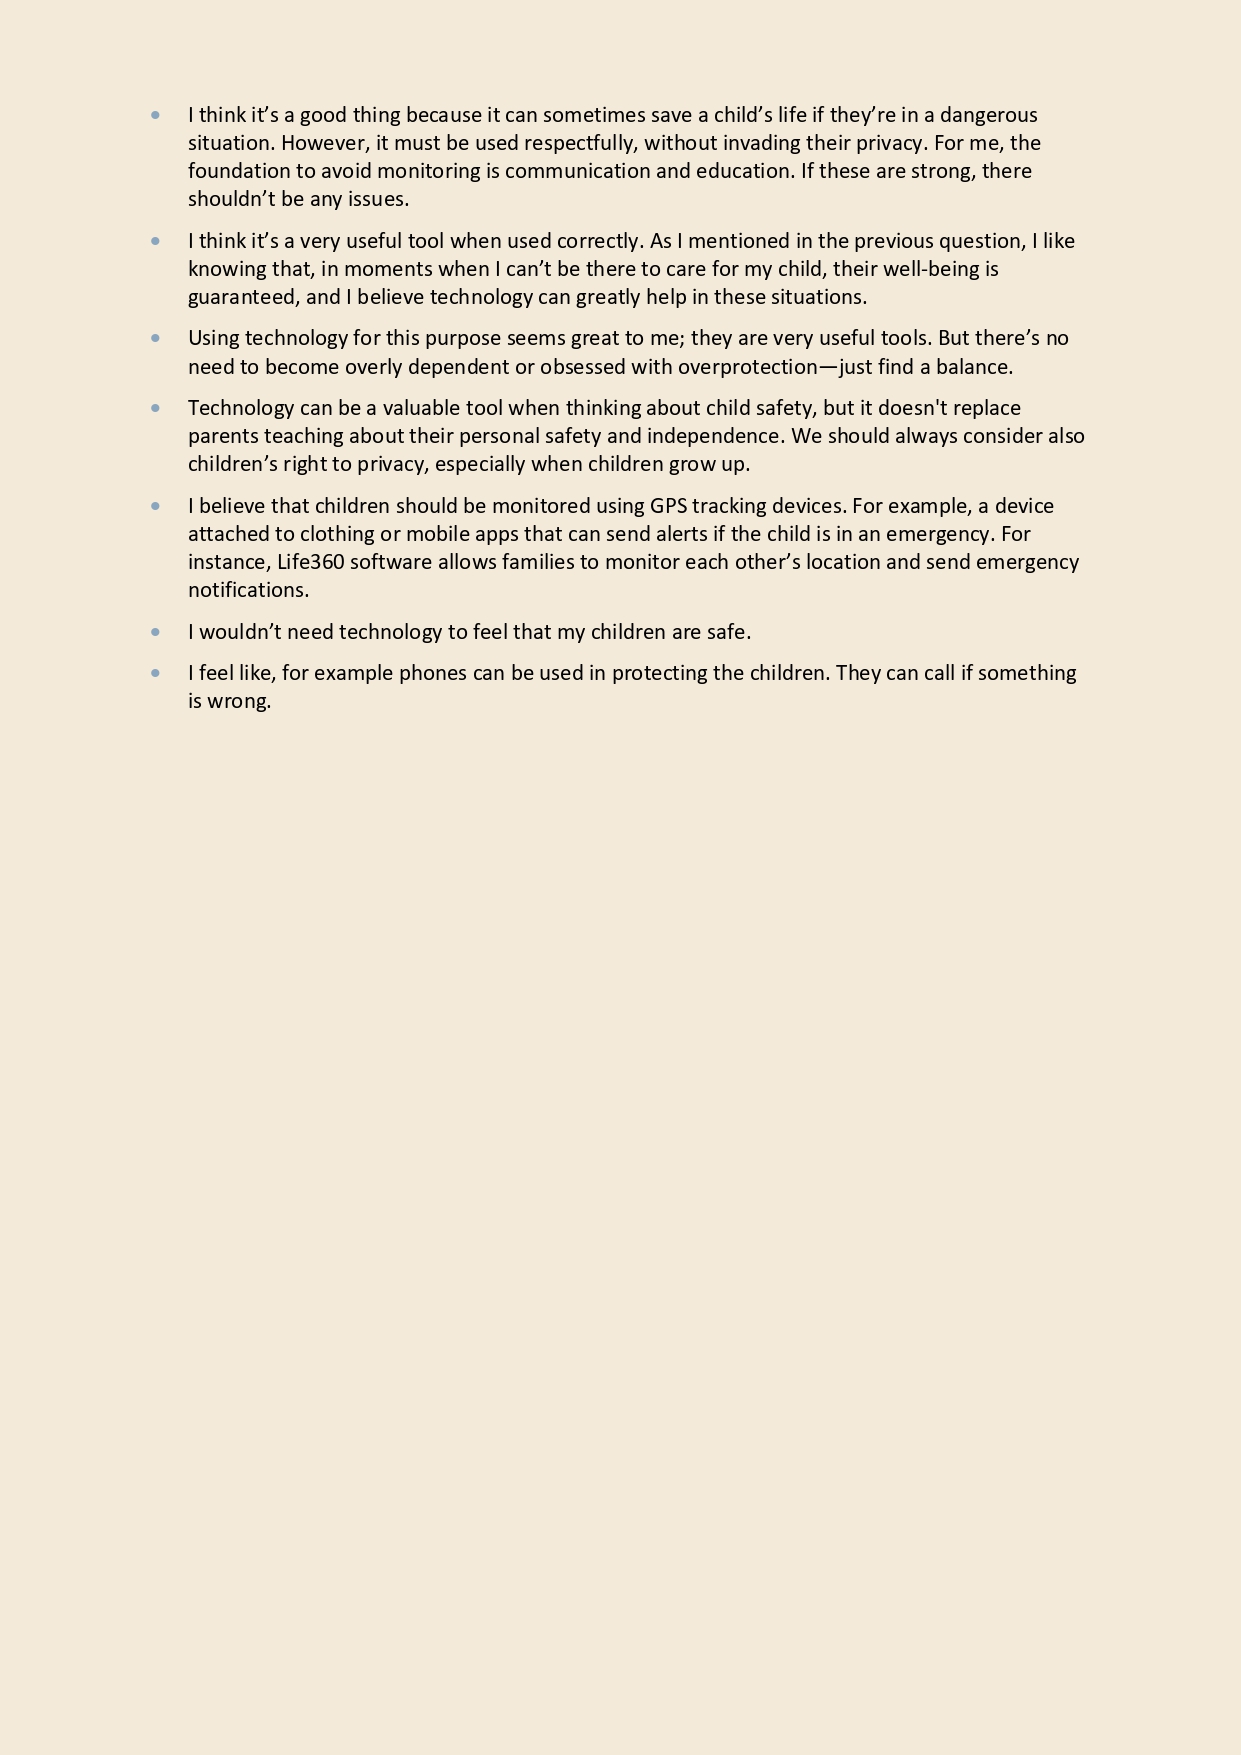 • I think it’s a good thing because it can sometimes save a child’s life if they’re in a dangerous
situation. However, it must be used respectfully, without invading their privacy. For me, the
foundation to avoid monitoring is communication and education. If these are strong, there
shouldn’t be any issues.
• I think it’s a very useful tool when used correctly. As I mentioned in the previous question, I like
knowing that, in moments when I can’t be there to care for my child, their well-being is
guaranteed, and I believe technology can greatly help in these situations.
• Using technology for this purpose seems great to me; they are very useful tools. But there’s no
need to become overly dependent or obsessed with overprotection—just find a balance.
• Technology can be a valuable tool when thinking about child safety, but it doesn't replace
parents teaching about their personal safety and independence. We should always consider also
children’s right to privacy, especially when children grow up.
• I believe that children should be monitored using GPS tracking devices. For example, a device
attached to clothing or mobile apps that can send alerts if the child is in an emergency. For
instance, Life360 software allows families to monitor each other’s location and send emergency
notifications.
• I wouldn’t need technology to feel that my children are safe.
• I feel like, for example phones can be used in protecting the children. They can call if something
is wrong.